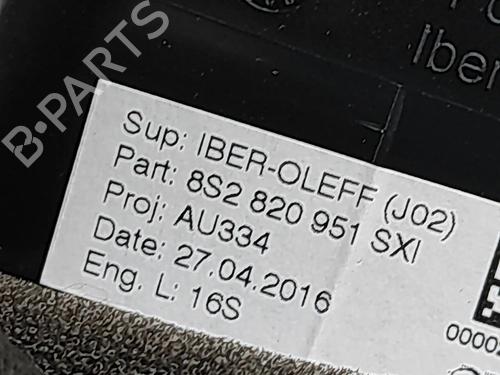 B-PARTS
Iber
Sup: IBER-OLEFF (J02)
Part: 8S2 820 951 SXI
Proj: AU334
Date: 27.04.2016
Eng. L: 16S
0000